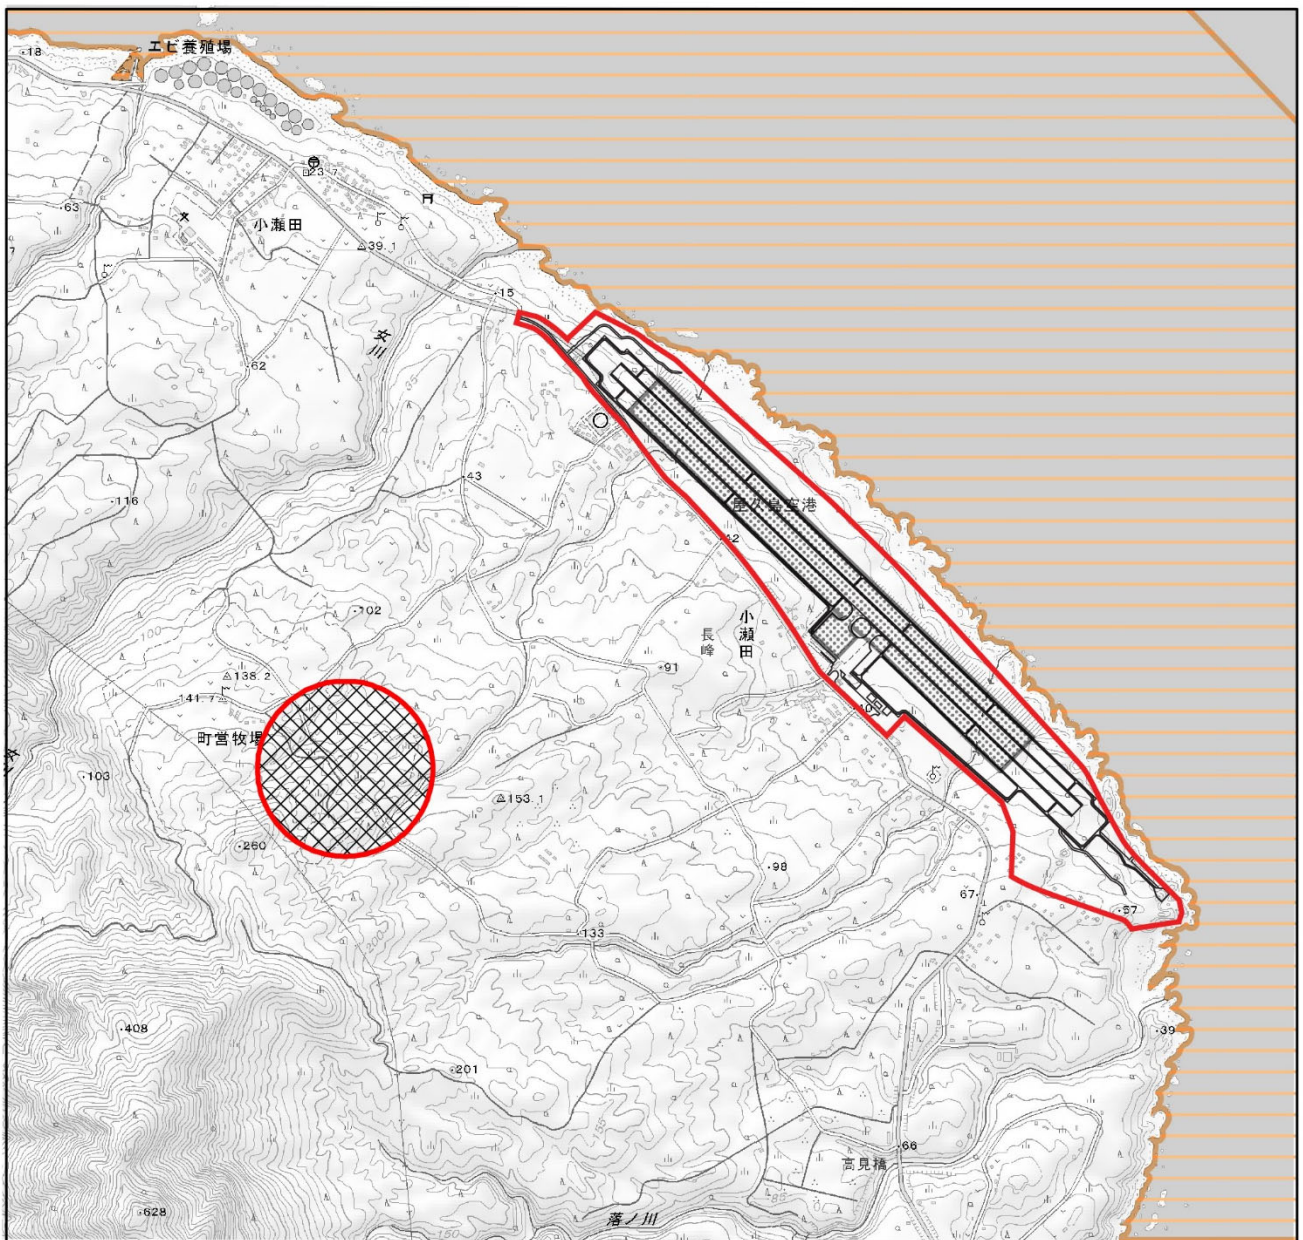 エビ養殖場
・18
23.7
・63
小瀬田
△39.1
7
・15
女川
・62
・43
・116
屋久島空港
・42
・102
小瀬田
長峰
・91
△138.2
141.7
町営牧場
・103
△153.1
・260
・98
67・
・57
・133
・408
・39
・201
・66
高見橋
・628
落ノ川